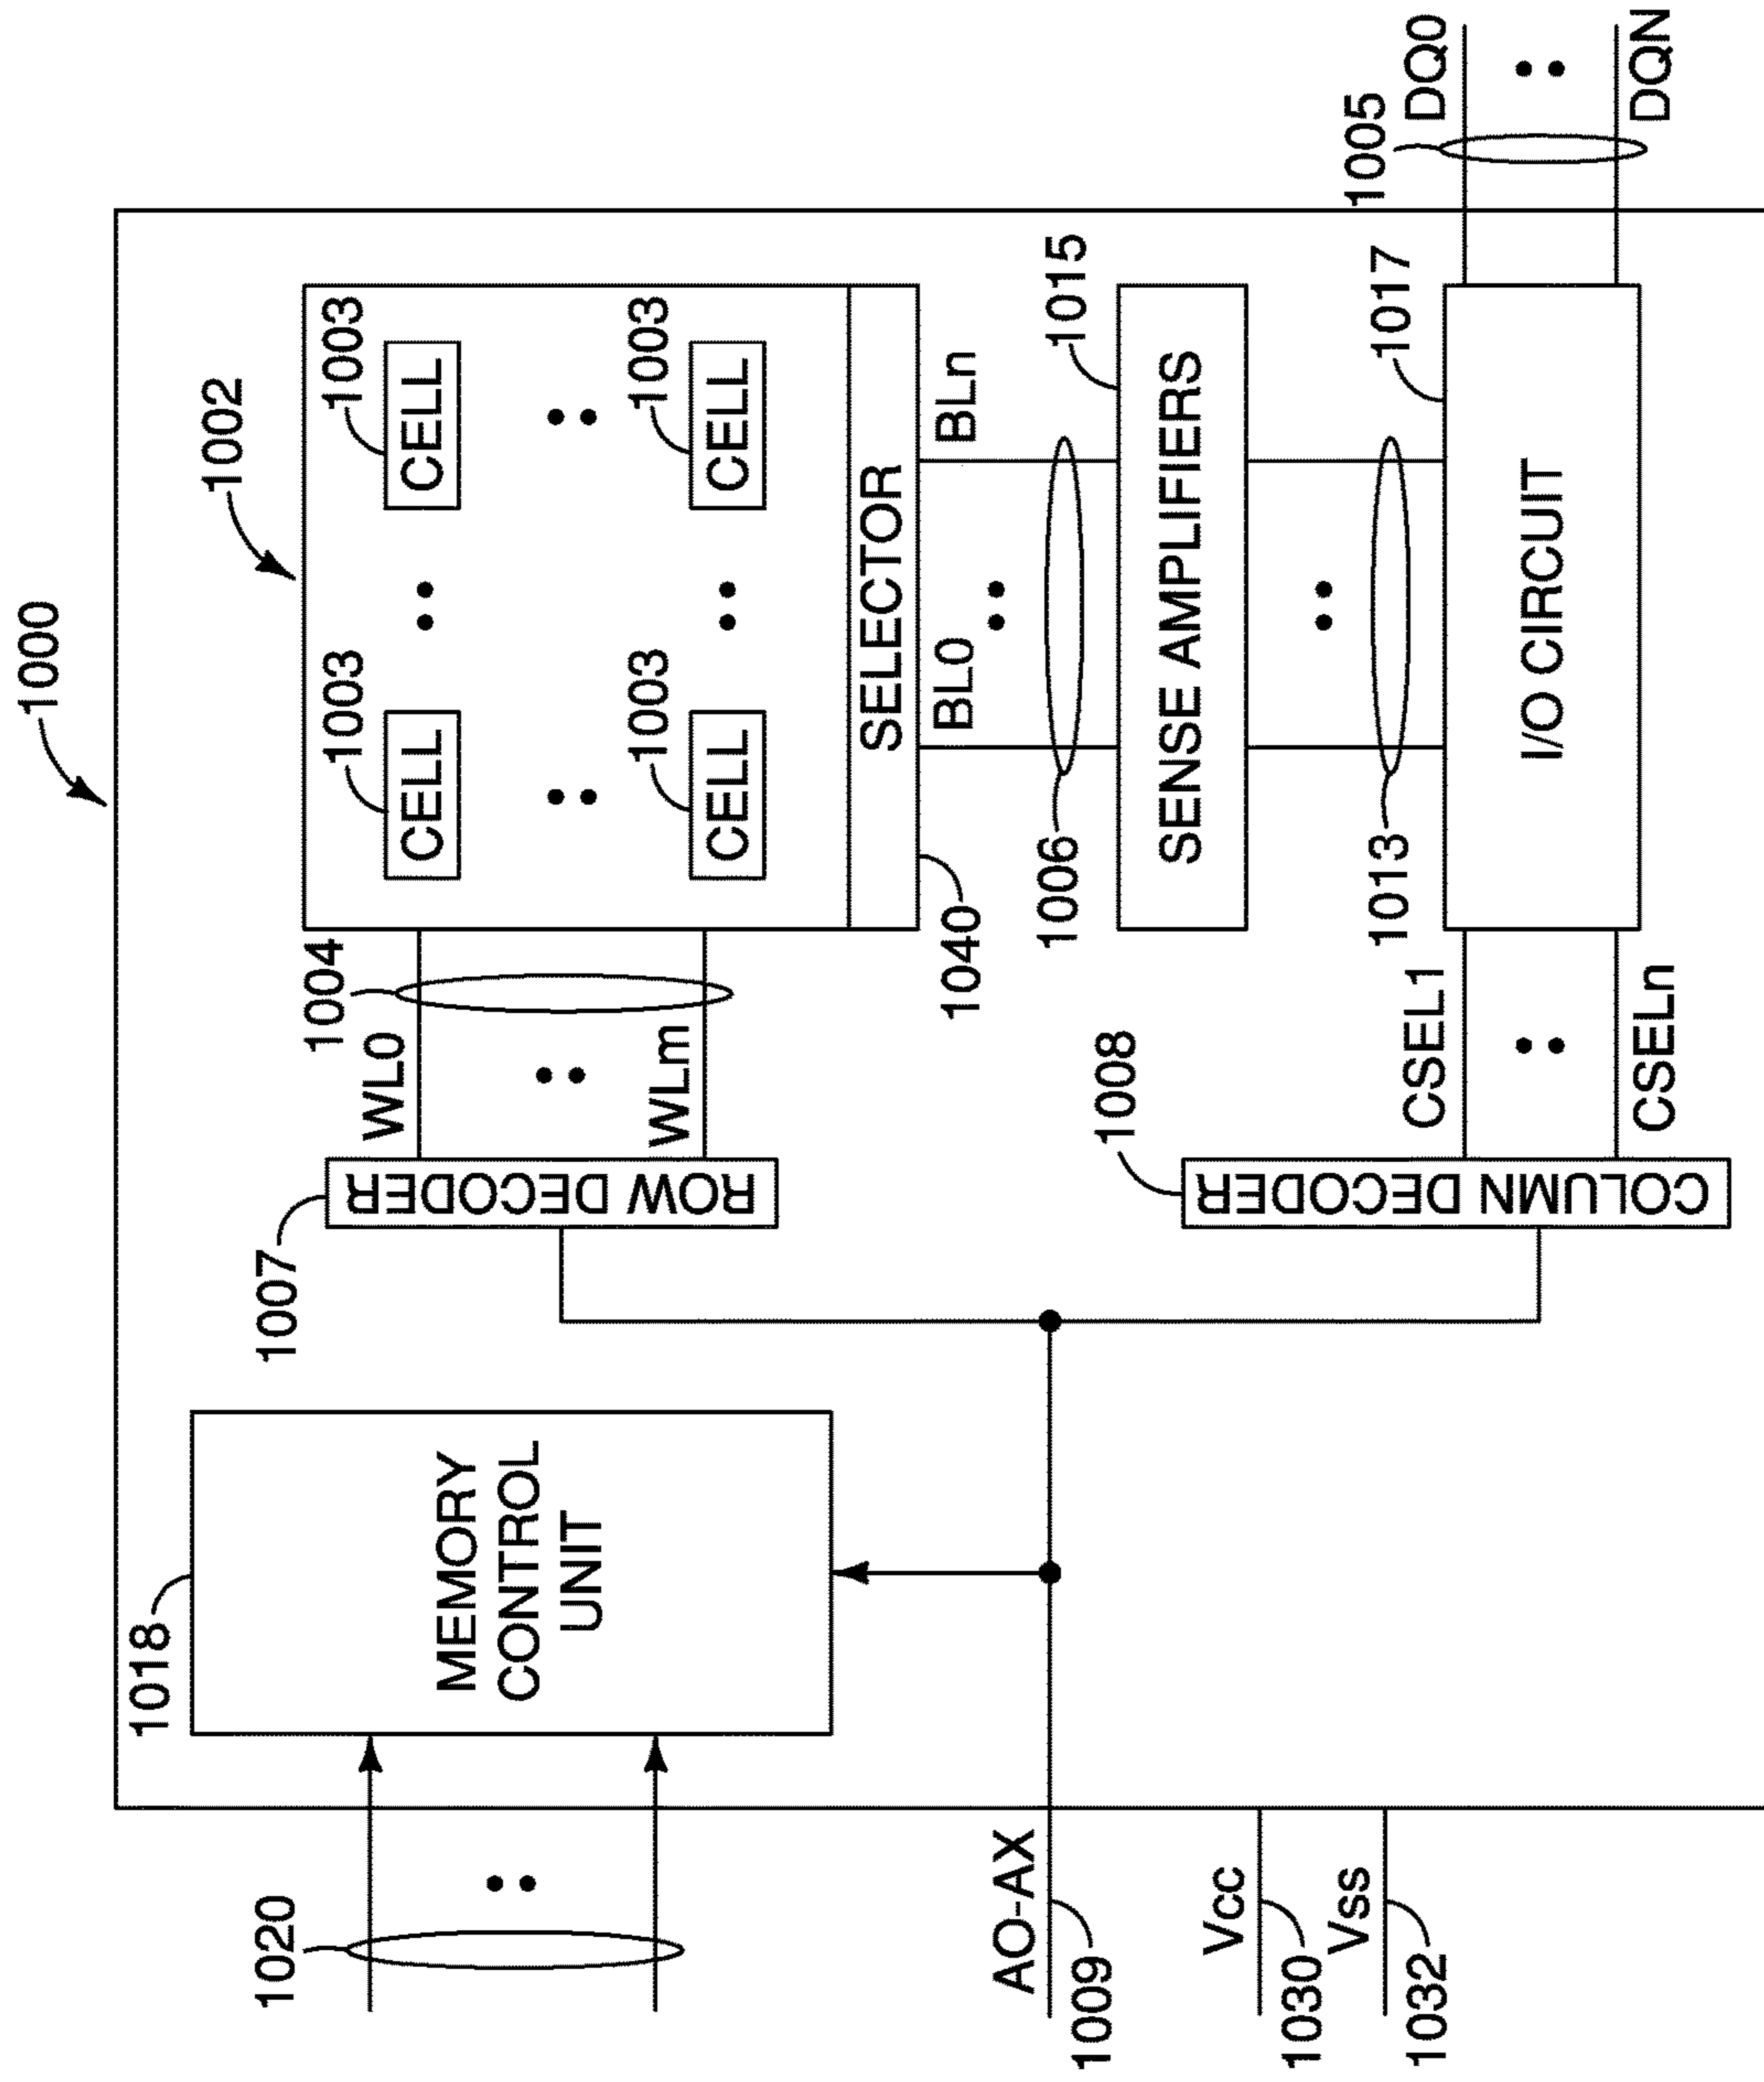 1000
1002
1018
1007
1004
1003
1003
CELL
CELL
1003
1003
CELL
CELL
MEMORY
CONTROL
UNIT
ROW DECODER
WL0
WLm
SELECTOR
1040
BL0
BLn
1006
1015
SENSE AMPLIFIERS
1013
1017
I/O CIRCUIT
1008
COLUMN DECODER
CSEL1
CSELn
1005
DQ0
DQN
1020
AO-AX
1009
Vcc
1030
Vss
1032